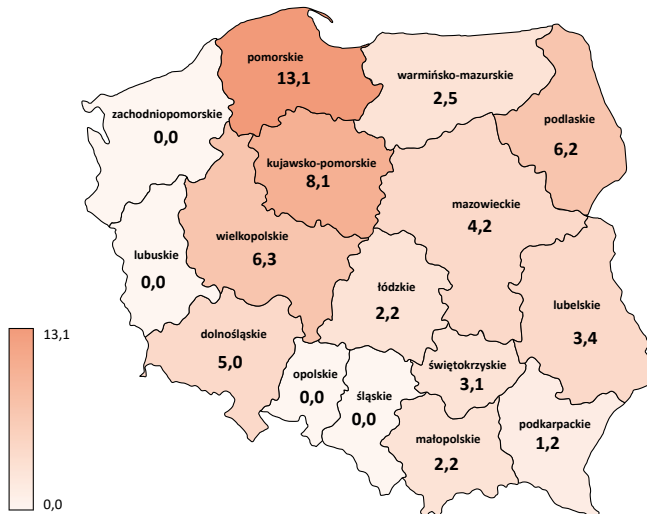 pomorskie
13,1
warmińsko-mazurskie
2,5
zachodniopomorskie
0,0
podlaskie
6,2
kujawsko-pomorskie
8,1
mazowieckie
4,2
wielkopolskie
6,3
lubuskie
0,0
łódzkie
2,2
lubelskie
3,4
13,1
dolnośląskie
5,0
świętokrzyskie
3,1
opolskie
0,0
śląskie
0,0
małopolskie
2,2
podkarpackie
1,2
0,0